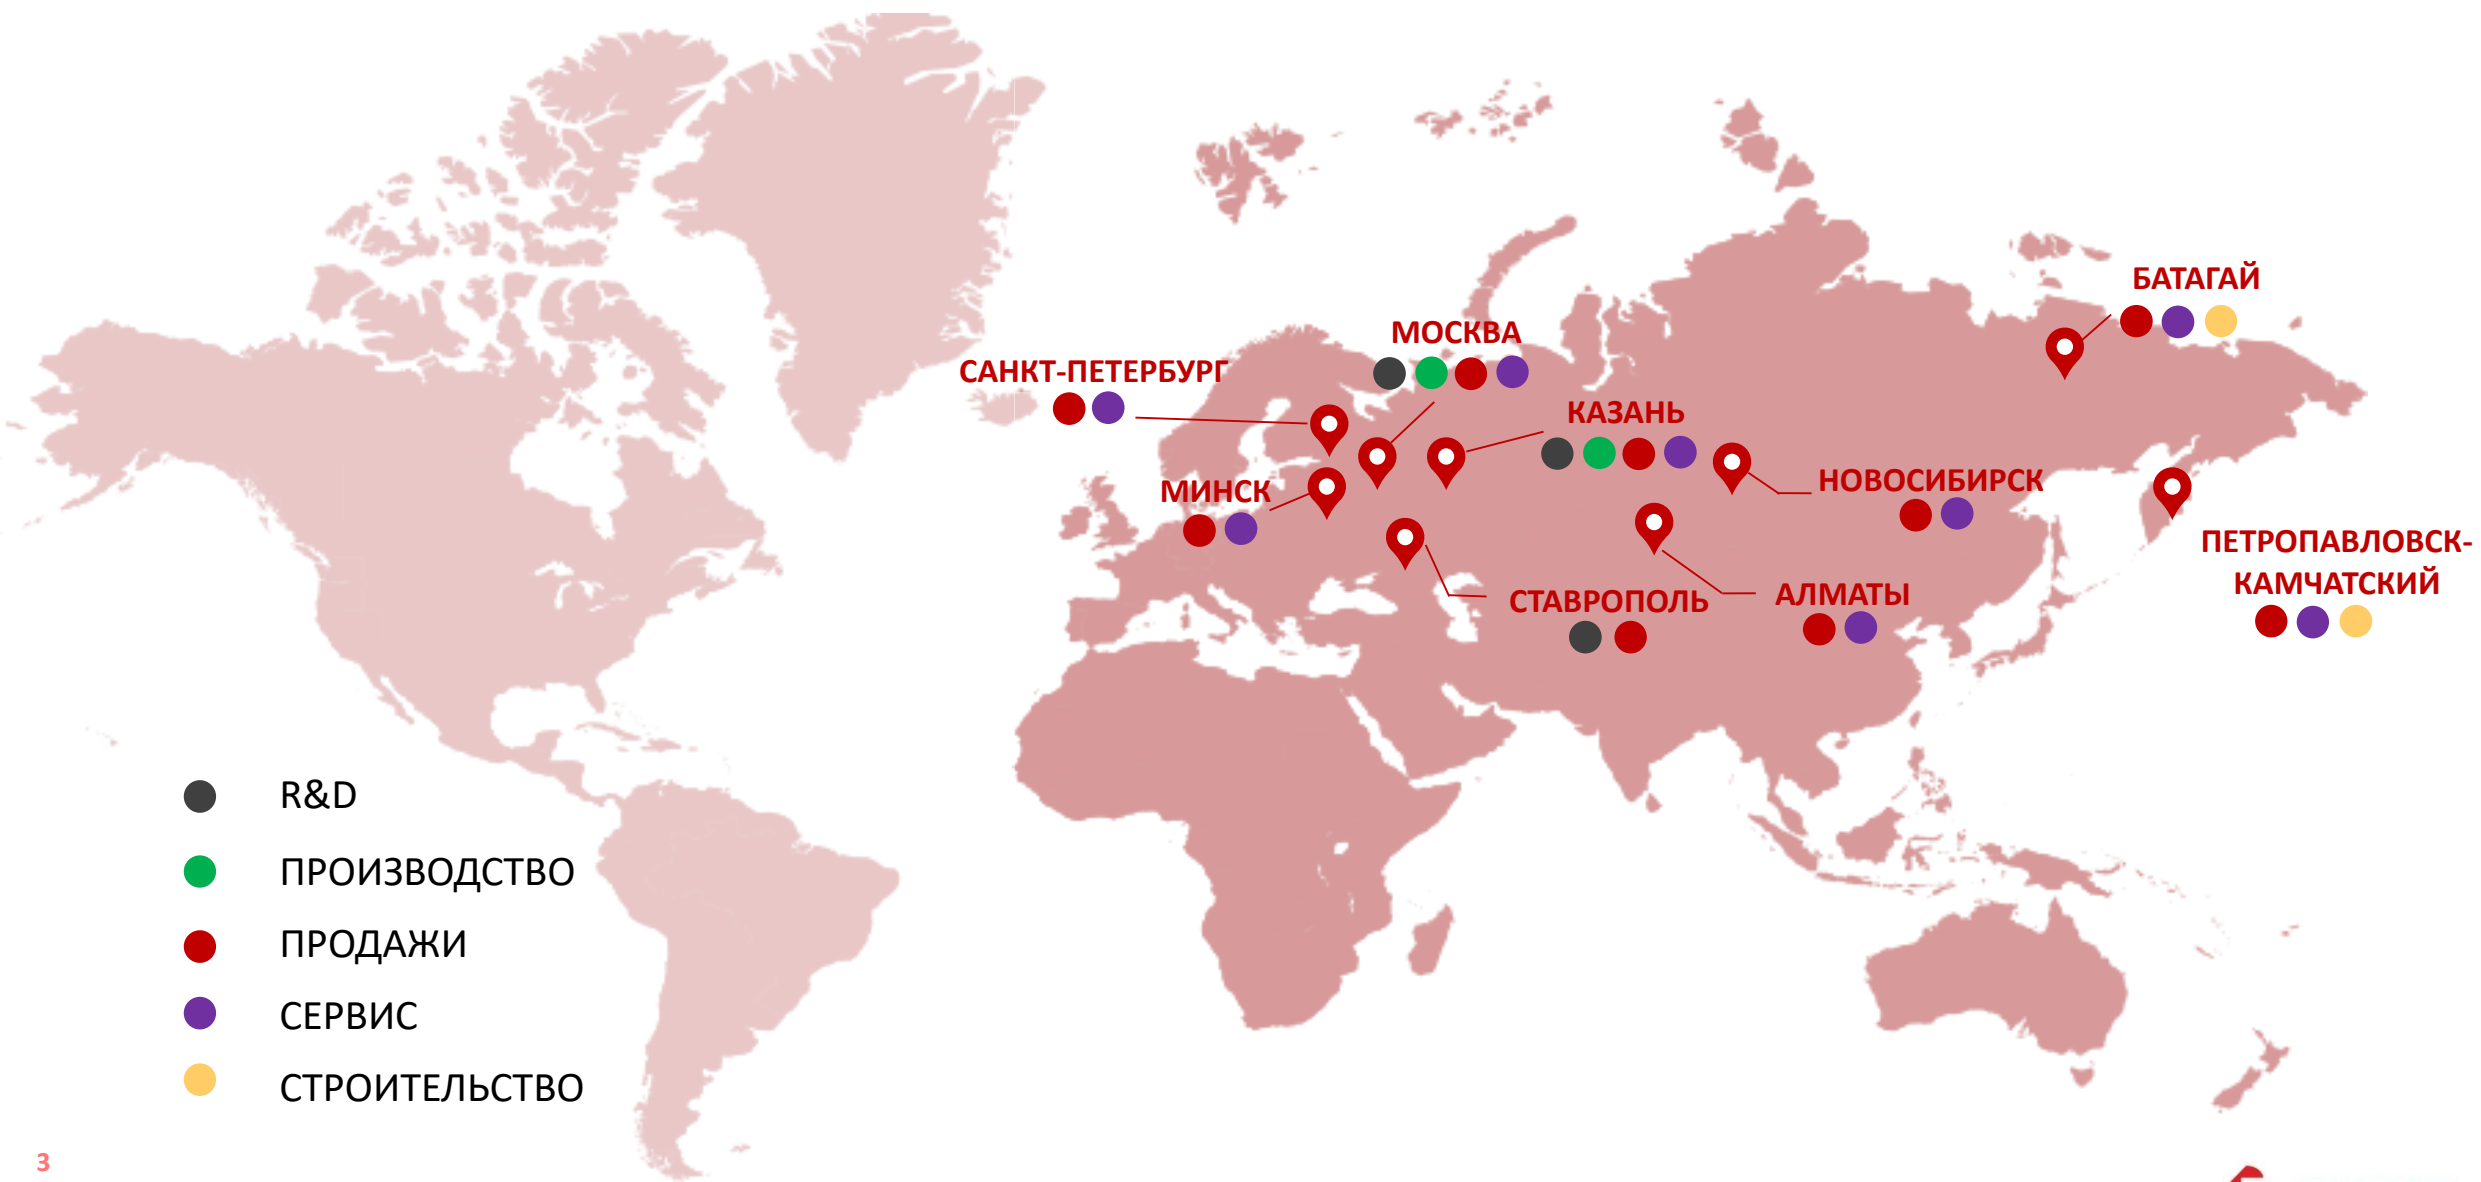 БАТАГАЙ
МОСКВА
САНКТ-ПЕТЕРБУРГ
КАЗАНЬ
НОВОСИБИРСК
МИНСК
ПЕТРОПАВЛОВСК-
КАМЧАТСКИЙ
СТАВРОПОЛЬ
АЛМАТЫ
R&D
ПРОИЗВОДСТВО
ПРОДАЖИ
СЕРВИС
СТРОИТЕЛЬСТВО
3